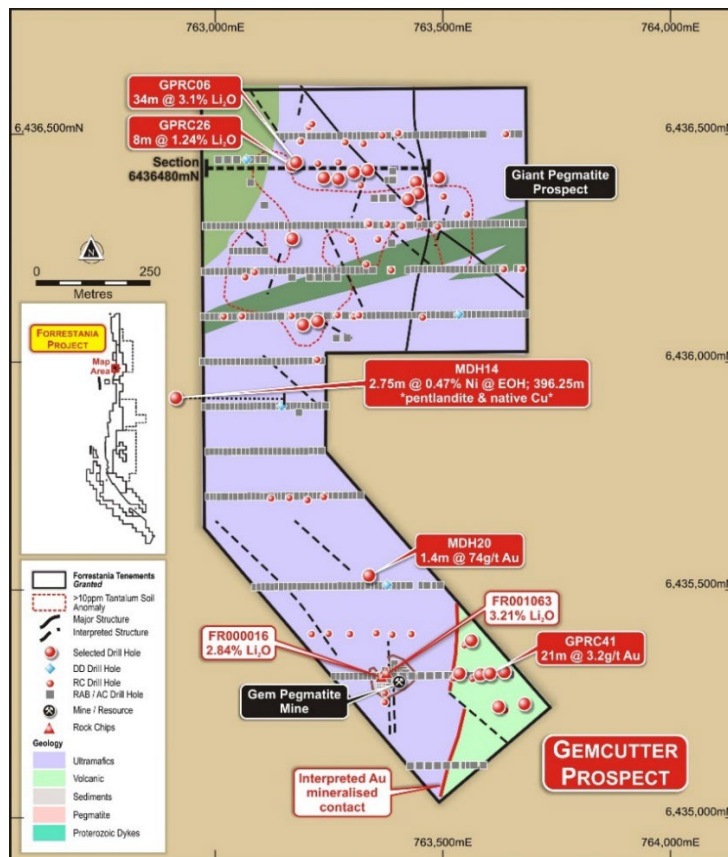 763,000mE
763,500mE
764,000mE
GPRC06
34m @ 3.1% Li₂O
6,436,500mN
6,436,500mN
GPRC26
8m @ 1.24% Li₂O
Section
6436480mN
Giant Pegmatite
Prospect
N
0 250
Metres
FORRESTANIA
PROJECT
Map
Area
6,436,000mN
MDH14
2.75m @ 0.47% Ni @ EOH; 396.25m
*pentlandite & native Cu*
MDH20
1.4m @ 74g/t Au
6,435,500mN
FR001063
3.21% Li₂O
FR000016
2.84% Li₂O
GPRC41
21m @ 3.2g/t Au
Gem Pegmatite
Mine
GEMCUTTER
PROSPECT
Interpreted Au
mineralised
contact
6,435,000mN
763,500mE
764,000mE
Forrestania Tenements
Granted
>10ppm Tantalum Soil
Anomaly
Major Structure
Interpreted Structure
Selected Drill Hole
DD Drill Hole
RC Drill Hole
RAB / AC Drill Hole
Mine / Resource
Rock Chips
Geology
Ultramafics
Volcanic
Sediments
Pegmatite
Proterozoic Dykes